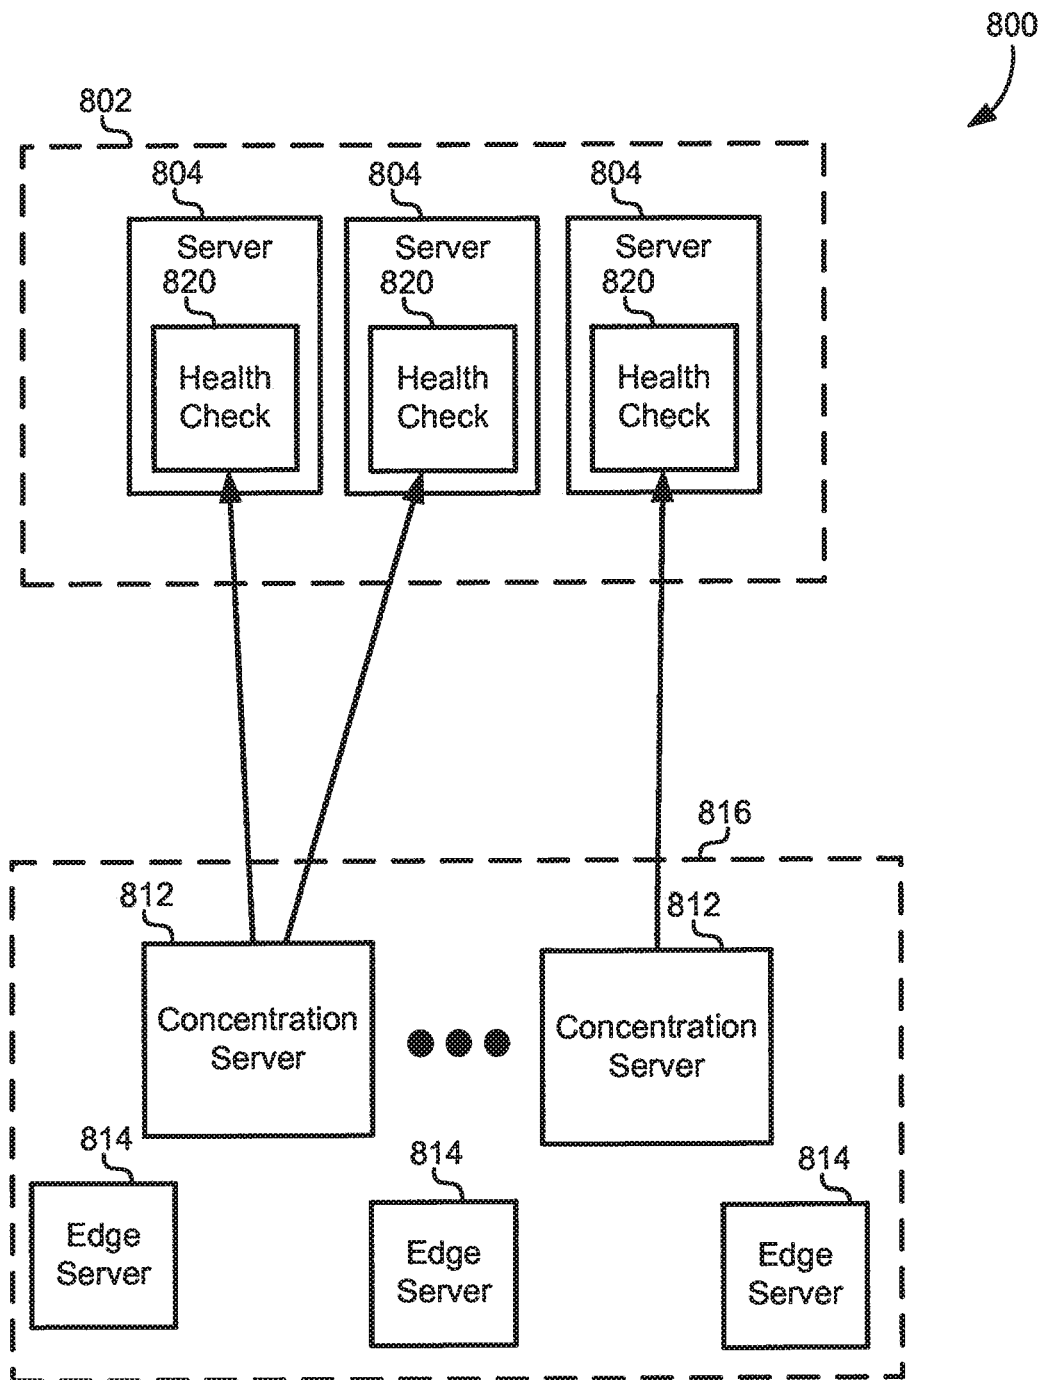 800
802
804
804
804
Server
Server
Server
820
820
820
Health
Check
Health
Check
Health
Check
816
812
812
Concentration
Server
Concentration
Server
814
814
814
Edge
Server
Edge
Server
Edge
Server